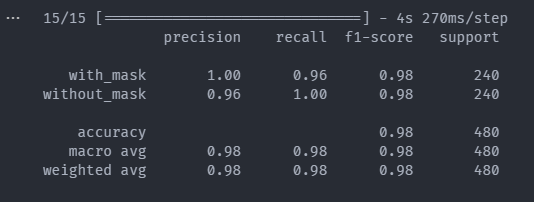 ... 15/15 [==============================] - 4s 270ms/step
precision recall f1-score support
with_mask 1.00 0.96 0.98 240
without_mask 0.96 1.00 0.98 240
accuracy 0.98 480
macro avg 0.98 0.98 0.98 480
weighted avg 0.98 0.98 0.98 480